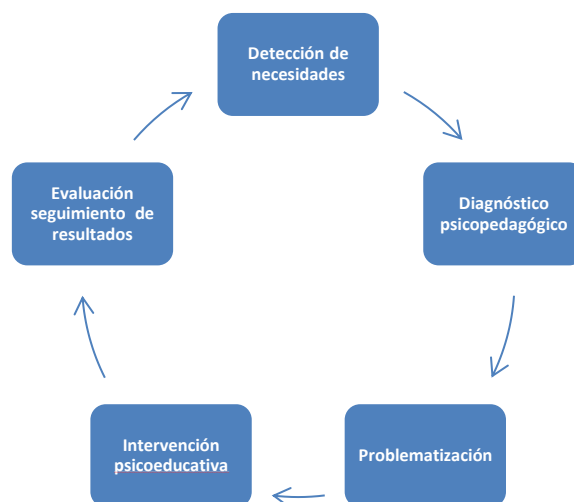 Detección de
necesidades
Diagnóstico
psicopedagógico
Problematización
Intervención
psicoeducativa
Evaluación
seguimiento de
resultados